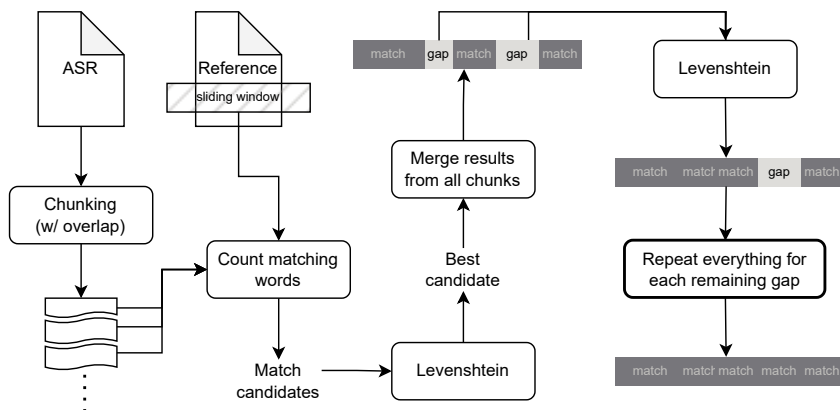 ASR
Reference
sliding window
Chunking
(w/ overlap)
Count matching
words
Match
candidates
Levenshtein
Best
candidate
Merge results
from all chunks
match gap match gap match
Levenshtein
match match match gap match
Repeat everything for
each remaining gap
match match match match match